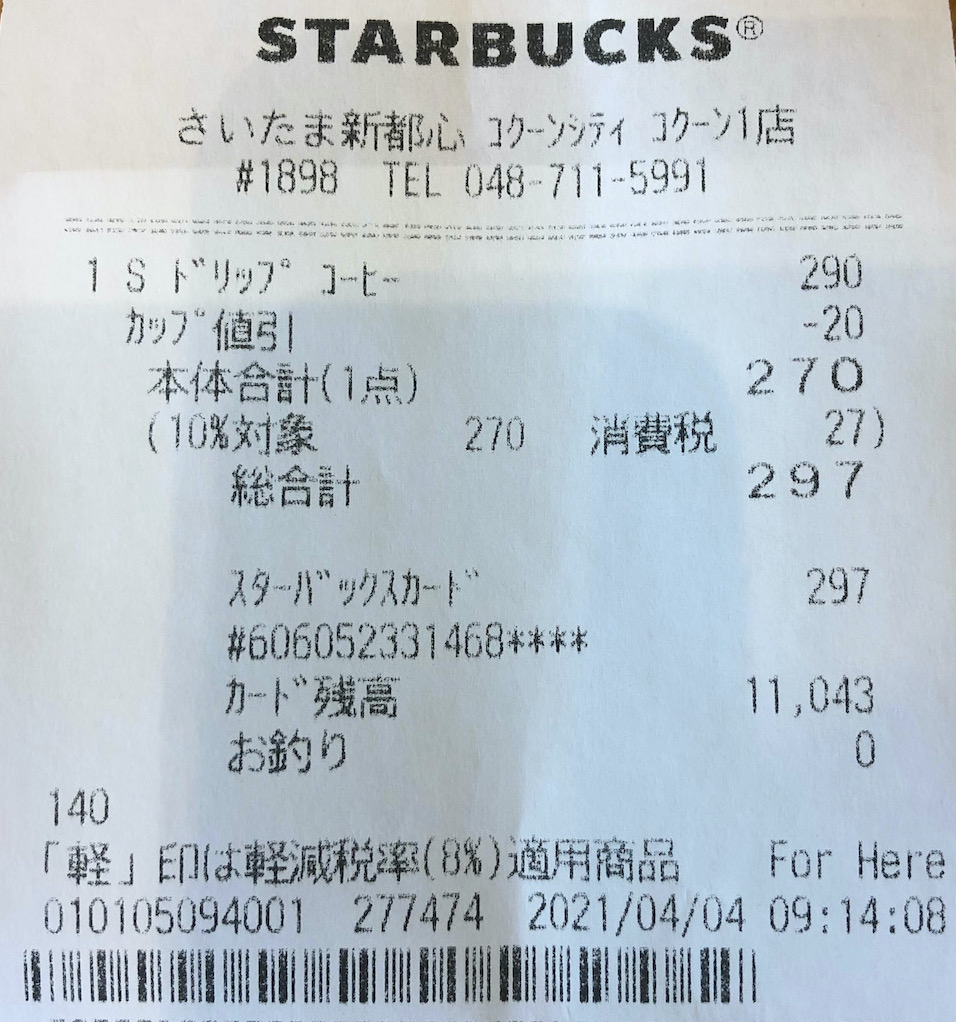 STARBUCKS®
さいたま新都心 コクーンシティ コクーン1店
#1898 TEL 048-711-5991
1 S ドリップ コーヒー 290
カップ値引 -20
本体合計(1点) 270
(10%対象 270 消費税 27)
総合計 297
スターバックスカード 297
#606052331468****
カード残高 11,043
お釣り 0
140
「軽」印は軽減税率(8%)適用商品 For Here
010105094001 277474 2021/04/04 09:14:08